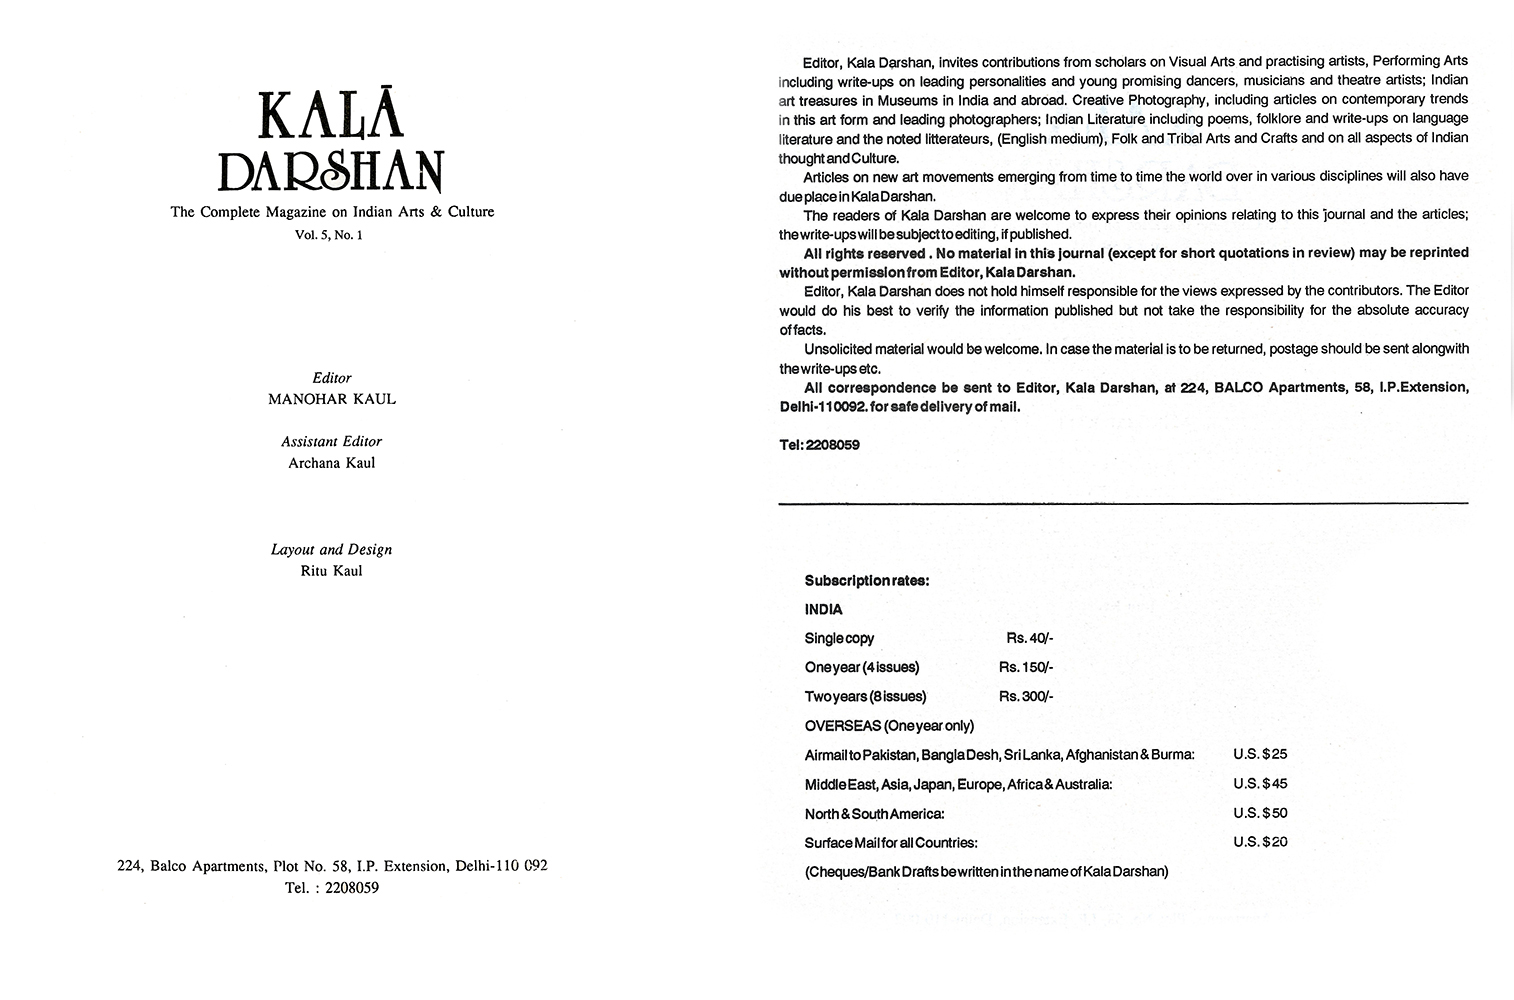 KALĀ
DARSHAN
The Complete Magazine on Indian Arts & Culture
Vol. 5, No. 1
Editor
MANOHAR KAUL
Assistant Editor
Archana Kaul
Layout and Design
Ritu Kaul
224, Balco Apartments, Plot No. 58, I.P. Extension, Delhi-110 092
Tel. : 2208059
Editor, Kala Darshan, invites contributions from scholars on Visual Arts and practising artists, Performing Arts
including write-ups on leading personalities and young promising dancers, musicians and theatre artists; Indian
art treasures in Museums in India and abroad. Creative Photography, including articles on contemporary trends
in this art form and leading photographers; Indian Literature including poems, folklore and write-ups on language
literature and the noted litterateurs, (English medium), Folk and Tribal Arts and Crafts and on all aspects of Indian
thought and Culture.
Articles on new art movements emerging from time to time the world over in various disciplines will also have
due place in Kala Darshan.
The readers of Kala Darshan are welcome to express their opinions relating to this journal and the articles;
the write-ups will be subject to editing, if published.
All rights reserved . No material in this journal (except for short quotations in review) may be reprinted
without permission from Editor, Kala Darshan.
Editor, Kala Darshan does not hold himself responsible for the views expressed by the contributors. The Editor
would do his best to verify the information published but not take the responsibility for the absolute accuracy
of facts.
Unsolicited material would be welcome. In case the material is to be returned, postage should be sent alongwith
the write-ups etc.
All correspondence be sent to Editor, Kala Darshan, at 224, BALCO Apartments, 58, I.P.Extension,
Delhi-110092. for safe delivery of mail.
Tel: 2208059
Subscription rates:
INDIA
Single copy Rs. 40/-
One year (4 issues) Rs. 150/-
Two years (8 issues) Rs. 300/-
OVERSEAS (One year only)
Airmail to Pakistan, Bangla Desh, Sri Lanka, Afghanistan & Burma: U.S. $ 25
Middle East, Asia, Japan, Europe, Africa & Australia: U.S. $ 45
North & South America: U.S. $ 50
Surface Mail for all Countries: U.S. $ 20
(Cheques/Bank Drafts be written in the name of Kala Darshan)